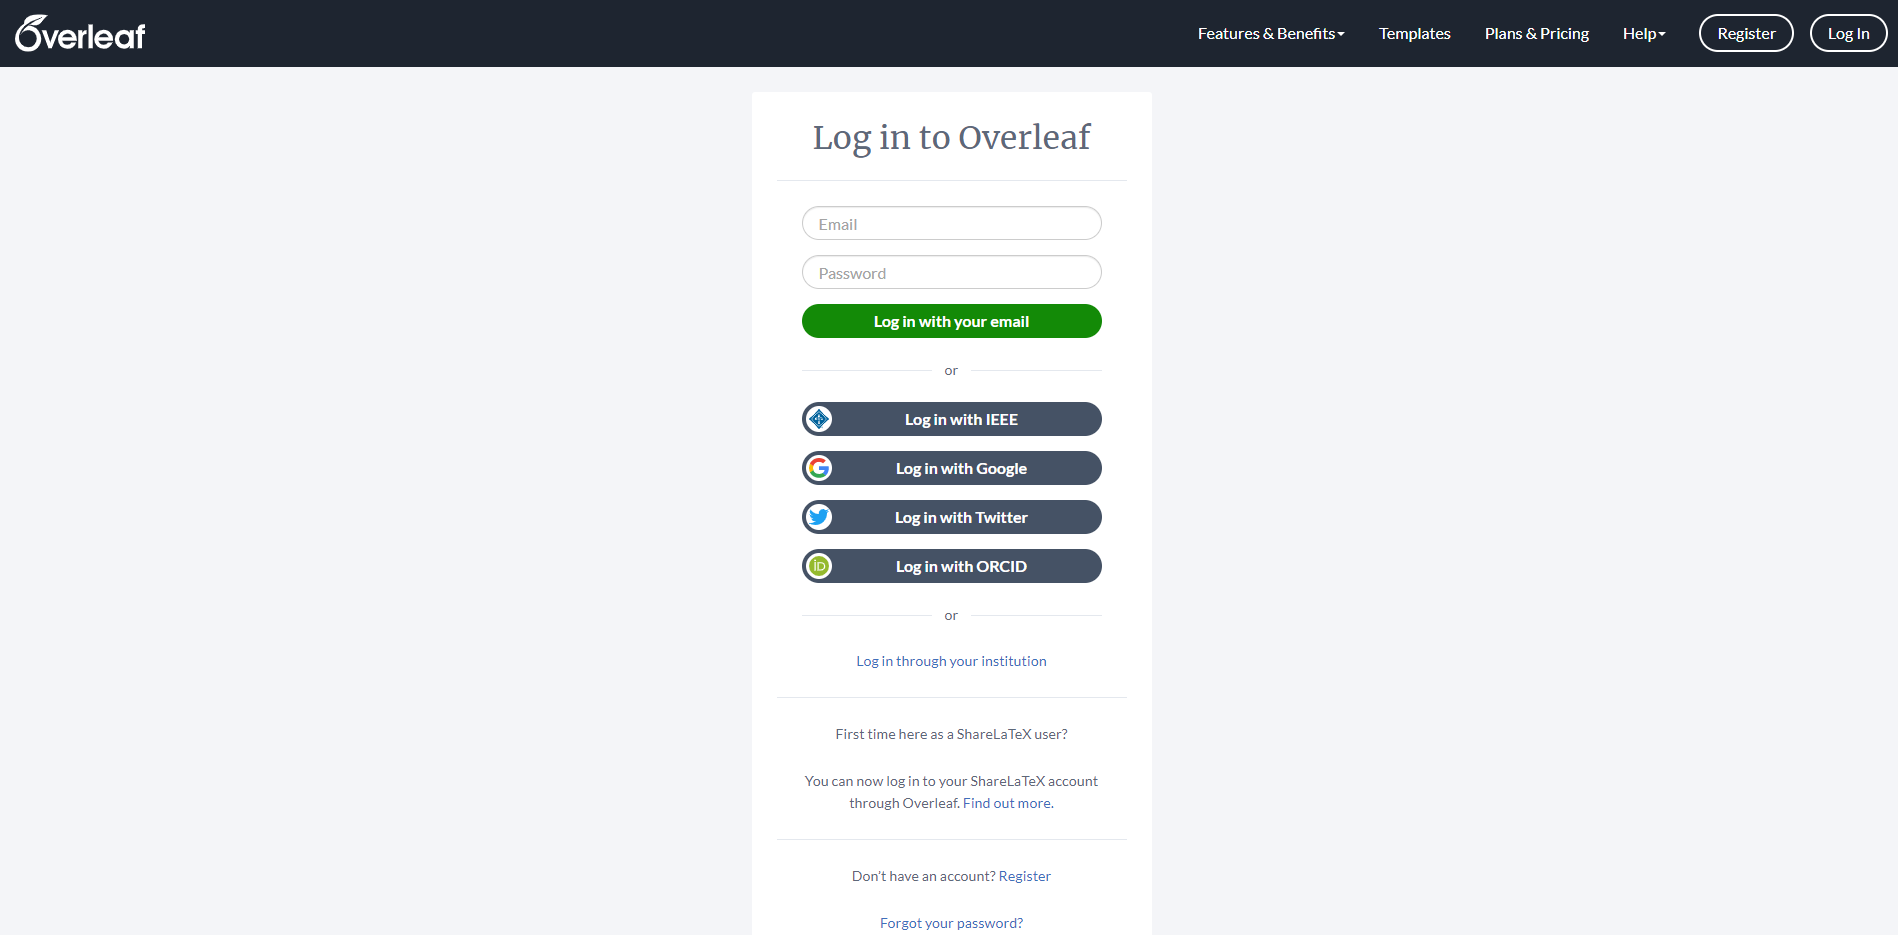 Overleaf
Features & Benefits
Templates
Plans & Pricing
Help
Register
Log In
Log in to Overleaf
Email
Password
Log in with your email
or
Log in with IEEE
Log in with Google
Log in with Twitter
iD
Log in with ORCID
or
Log in through your institution
First time here as a ShareLaTeX user?
You can now log in to your ShareLaTeX account
through Overleaf. Find out more.
Don't have an account? Register
Forgot your password?